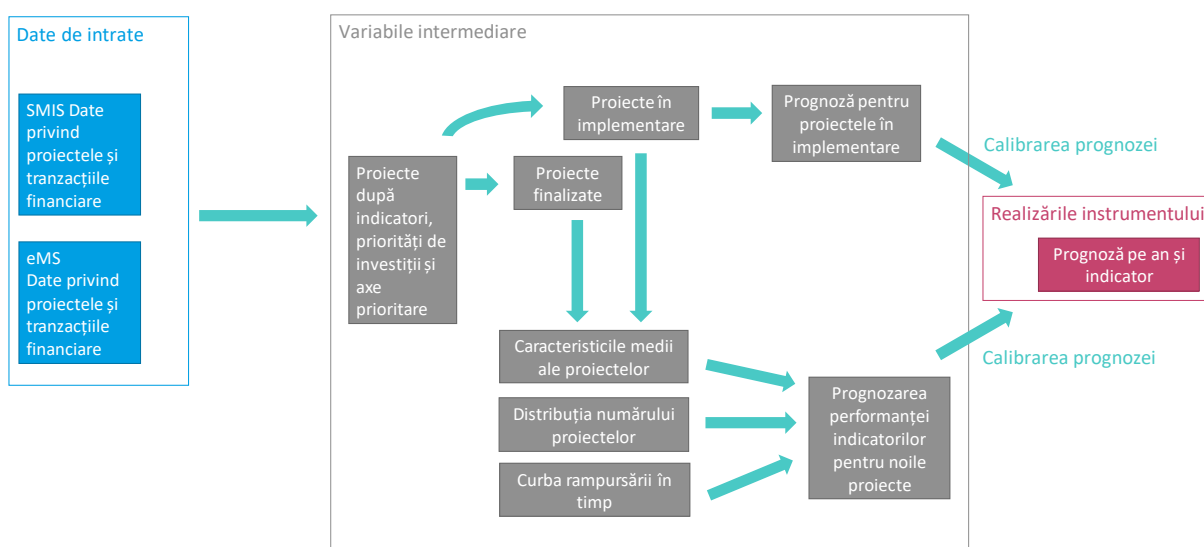 Date de intrate
SMIS Date
privind
proiectele și
tranzacțiile
financiare
eMS
Date privind
proiectele și
tranzacțiile
financiare
Variabile intermediare
Proiecte în
implementare
Prognoză pentru
proiectele în
implementare
Proiecte
după
indicatori,
priorități de
investiții și
axe
prioritare
Proiecte
finalizate
Caracteristicile medii
ale proiectelor
Distribuția numărului
proiectelor
Curba rampursării în
timp
Prognozarea
performanței
indicatorilor
pentru noile
proiecte
Calibrarea prognozei
Realizările instrumentului
Prognoză pe an și
indicator
Calibrarea prognozei